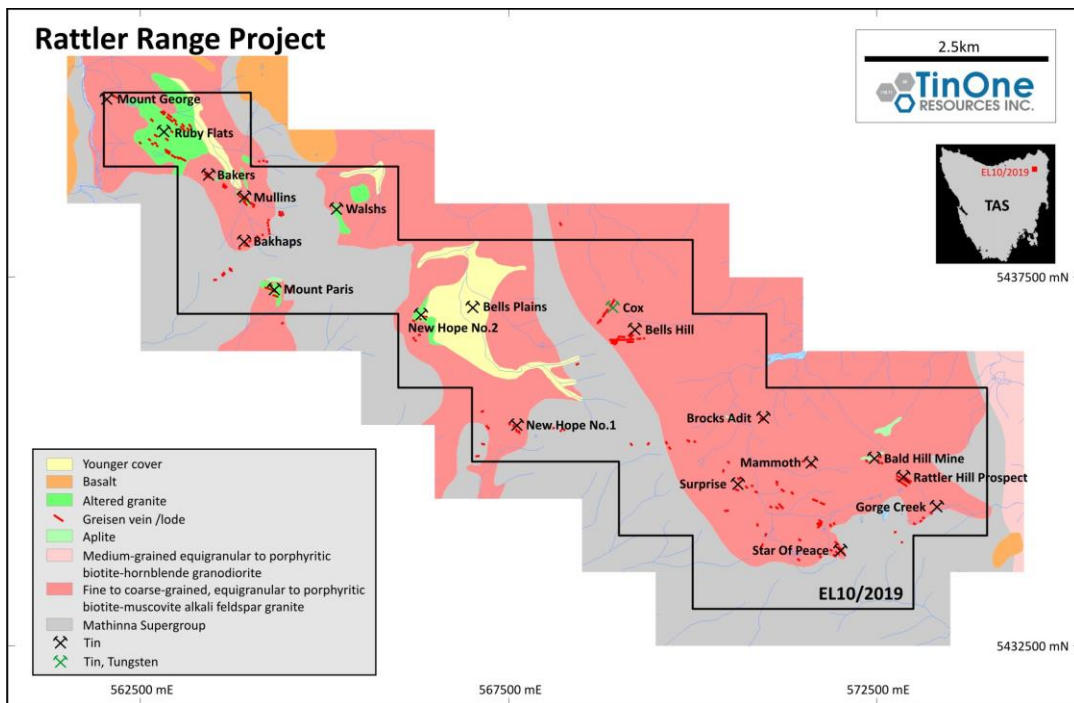 Rattler Range Project
2.5km
TinOne
RESOURCES INC.
EL10/2019
TAS
Mount George
Ruby Flats
Bakers
Mullins
Walshs
Bakhaps
5437500 mN
Mount Paris
Bells Plains
Cox
New Hope No.2
Bells Hill
Brocks Adit
New Hope No.1
Bald Hill Mine
Mammoth
Rattler Hill Prospect
Surprise
Gorge Creek
Star Of Peace
EL10/2019
Younger cover
Basalt
Altered granite
Greisen vein /lode
Aplite
Medium-grained equigranular to porphyritic
biotite-hornblende granodiorite
Fine to coarse-grained, equigranular to porphyritic
biotite-muscovite alkali feldspar granite
Mathinna Supergroup
Tin
Tin, Tungsten
5432500 mN
562500 mE
567500 mE
572500 mE